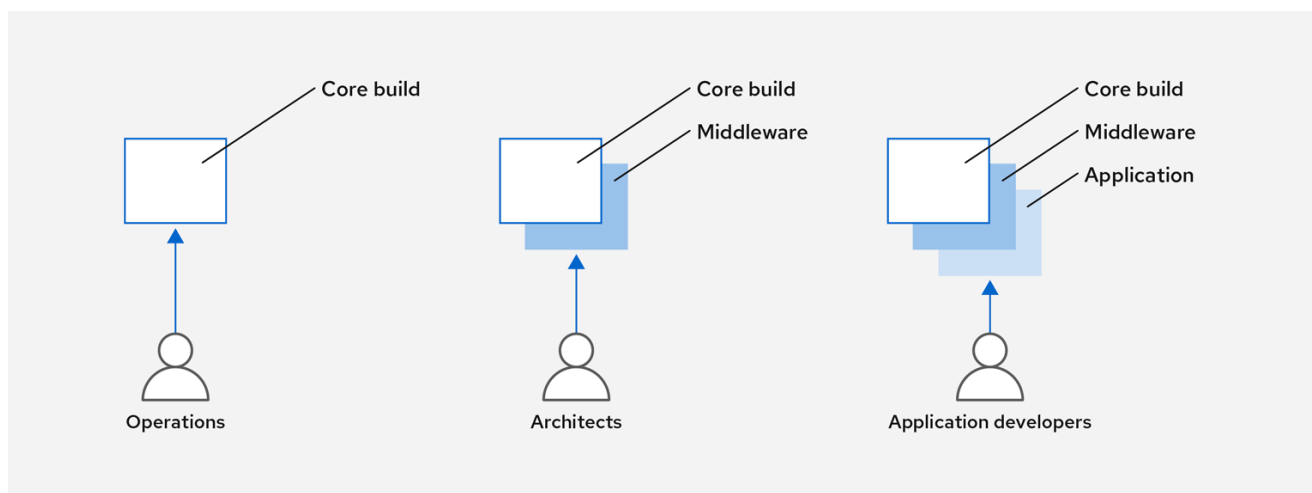 Core build
Operations
Core build
Middleware
Architects
Core build
Middleware
Application
Application developers